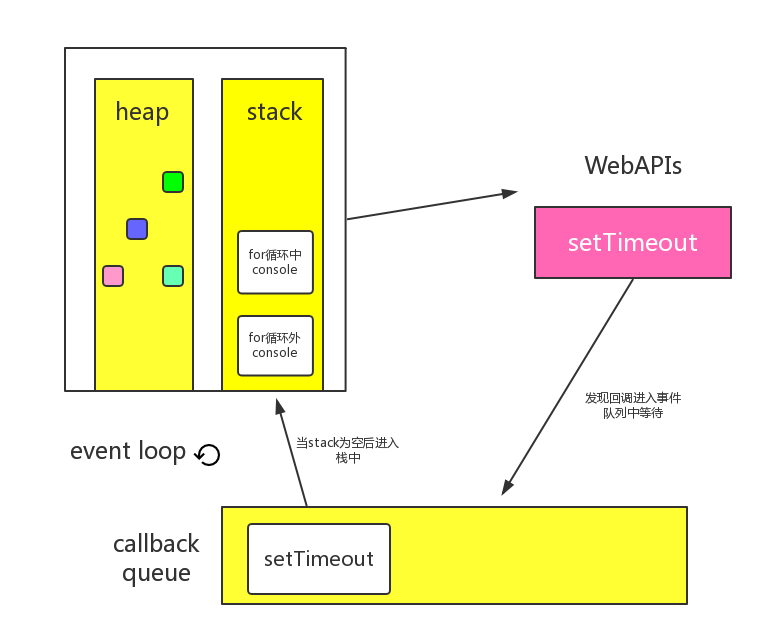 heap
stack
for循环中
console
for循环外
console
WebAPIs
setTimeout
发现回调进入事件
队列中等待
event loop
当stack为空后进入
栈中
callback
queue
setTimeout